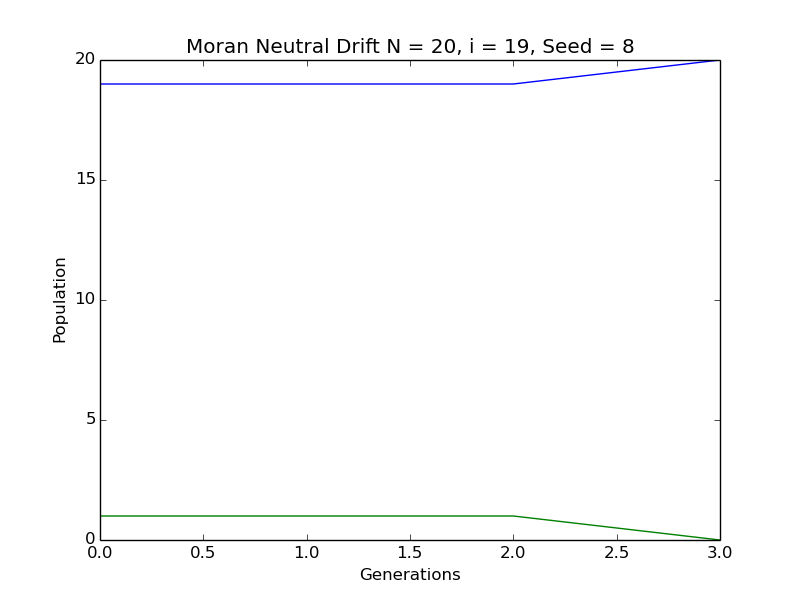 Moran Neutral Drift N = 20, i = 19, Seed = 8
20
15
10
5
0
Population
0.0 0.5 1.0 1.5 2.0 2.5 3.0
Generations